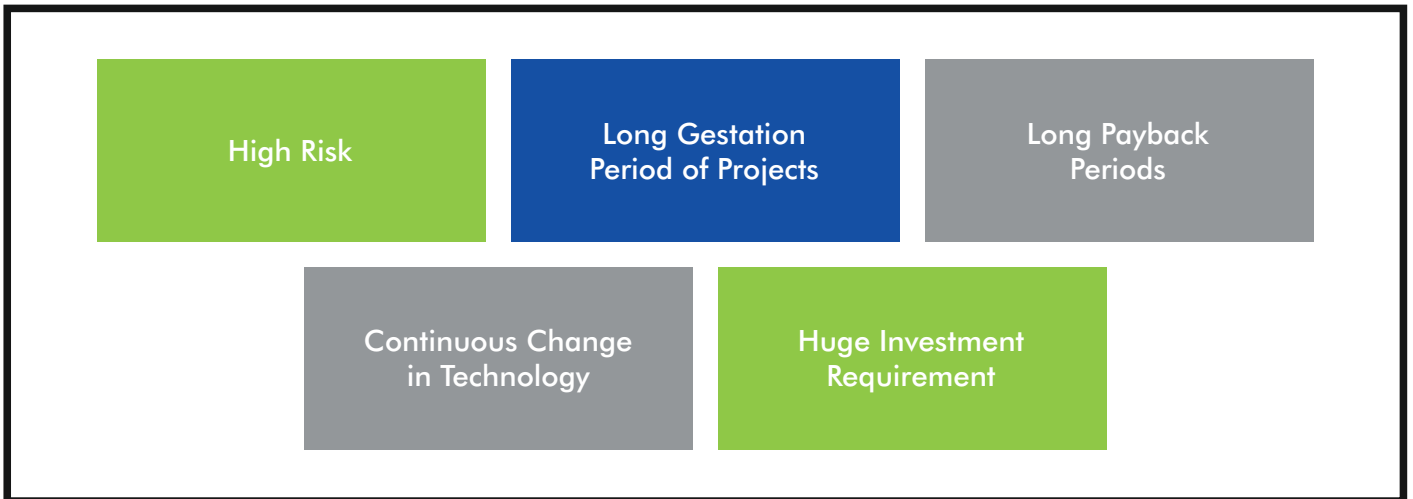 High Risk
Long Gestation
Period of Projects
Long Payback
Periods
Continuous Change
in Technology
Huge Investment
Requirement